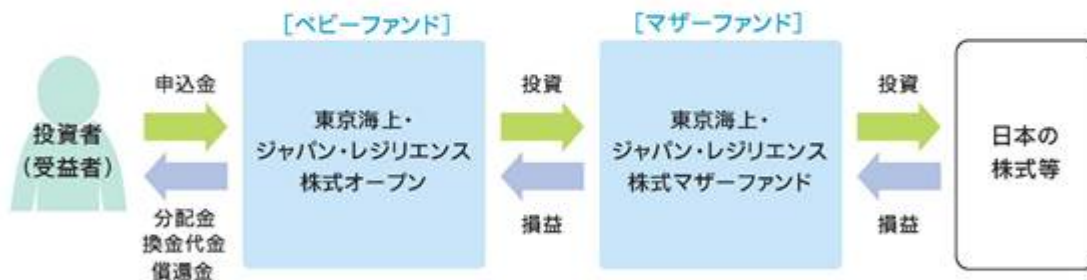 [ベビーファンド]
[マザーファンド]
投資者
(受益者)
申込金
分配金
換金代金
償還金
東京海上・
ジャパン・レジリエンス
株式オープン
投資
損益
東京海上・
ジャパン・レジリエンス
株式マザーファンド
投資
損益
日本の
株式等